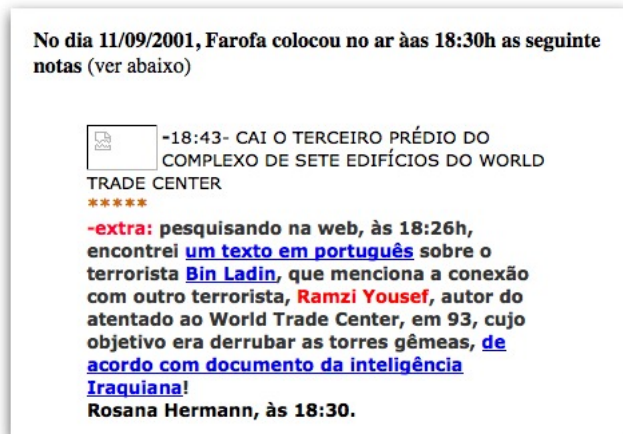 No dia 11/09/2001, Farofa colocou no ar àas 18:30h as seguinte
notas (ver abaixo)
-18:43- CAI O TERCEIRO PRÉDIO DO
COMPLEXO DE SETE EDIFÍCIOS DO WORLD
TRADE CENTER
*****
-extra: pesquisando na web, às 18:26h,
encontrei um texto em português sobre o
terrorista Bin Ladin, que menciona a conexão
com outro terrorista, Ramzi Yousef, autor do
atentado ao World Trade Center, em 93, cujo
objetivo era derrubar as torres gêmeas, de
acordo com documento da inteligência
Iraquiana!
Rosana Hermann, às 18:30.